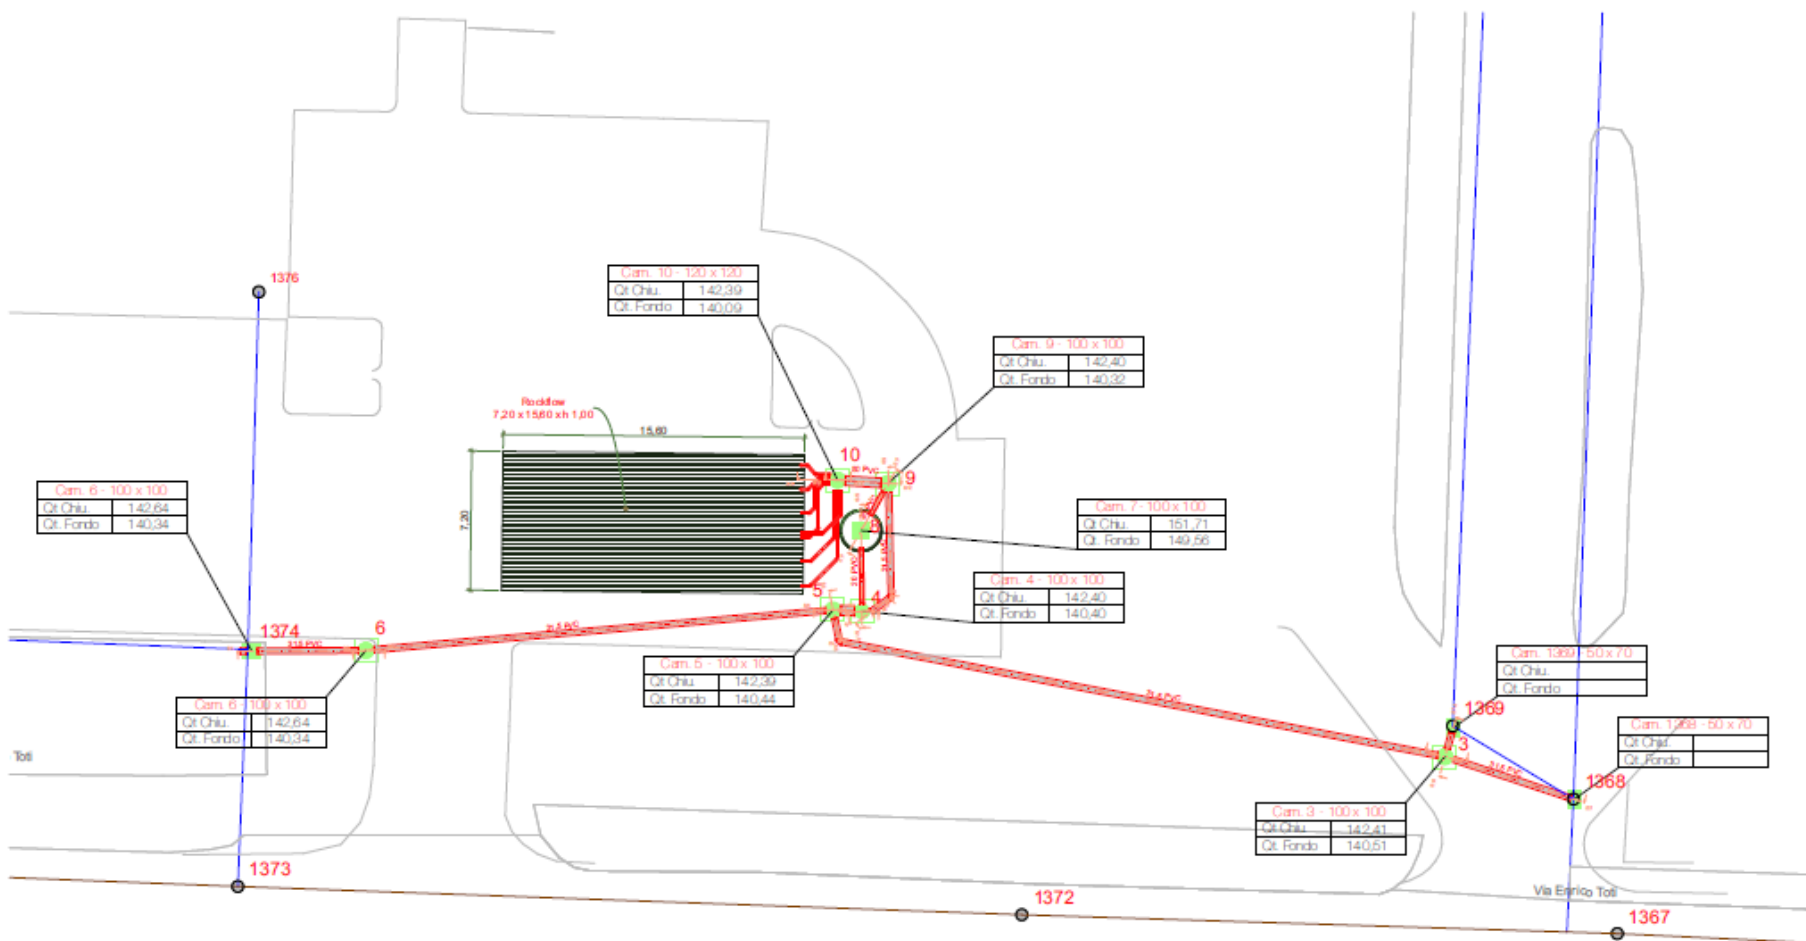 1376
Cam. 10 - 120 x 120
Qt Chiu. 142,39
Qt. Fondo 140,09
Cam. 9 - 100 x 100
Qt Chiu. 142,40
Qt. Fondo 140,32
Rockflow
7,20 x 15,60 x h 1,00
15,60
7,20
10
9
Cam. 6 - 100 x 100
Qt Chiu. 142,64
Qt. Fondo 140,34
Cam. 7 - 100 x 100
Qt Chiu. 151,71
Qt. Fondo 149,56
Cam. 4 - 100 x 100
Qt Chiu. 142,40
Qt. Fondo 140,40
5
4
1374
6
Cam. 5 - 100 x 100
Qt Chiu. 142,39
Qt. Fondo 140,44
Cam. 6 - 100 x 100
Qt Chiu. 142,64
Qt. Fondo 140,34
Cam. 1369 - 50 x 70
Qt Chiu.
Qt. Fondo
1369
3
Cam. 1368 - 50 x 70
Qt Chiu.
Qt. Fondo
1368
Toti
Cam. 3 - 100 x 100
Qt Chiu. 142,41
Qt. Fondo 140,51
1373
1372
Via Enrico Toti
1367